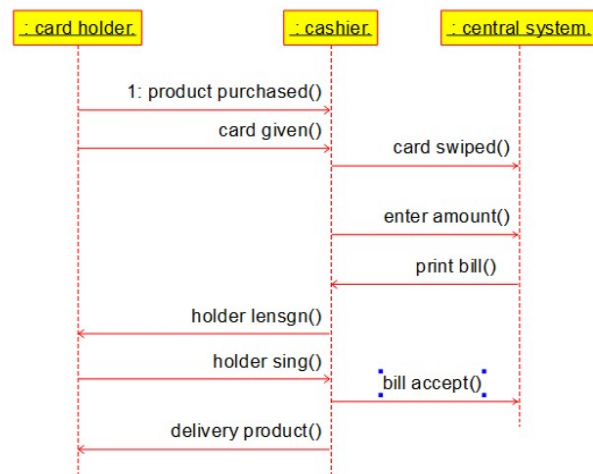 : card holder
: cashier
: central system
1: product purchased()
card given()
card swiped()
enter amount()
print bill()
holder lensgn()
holder sing()
bill accept()
delivery product()